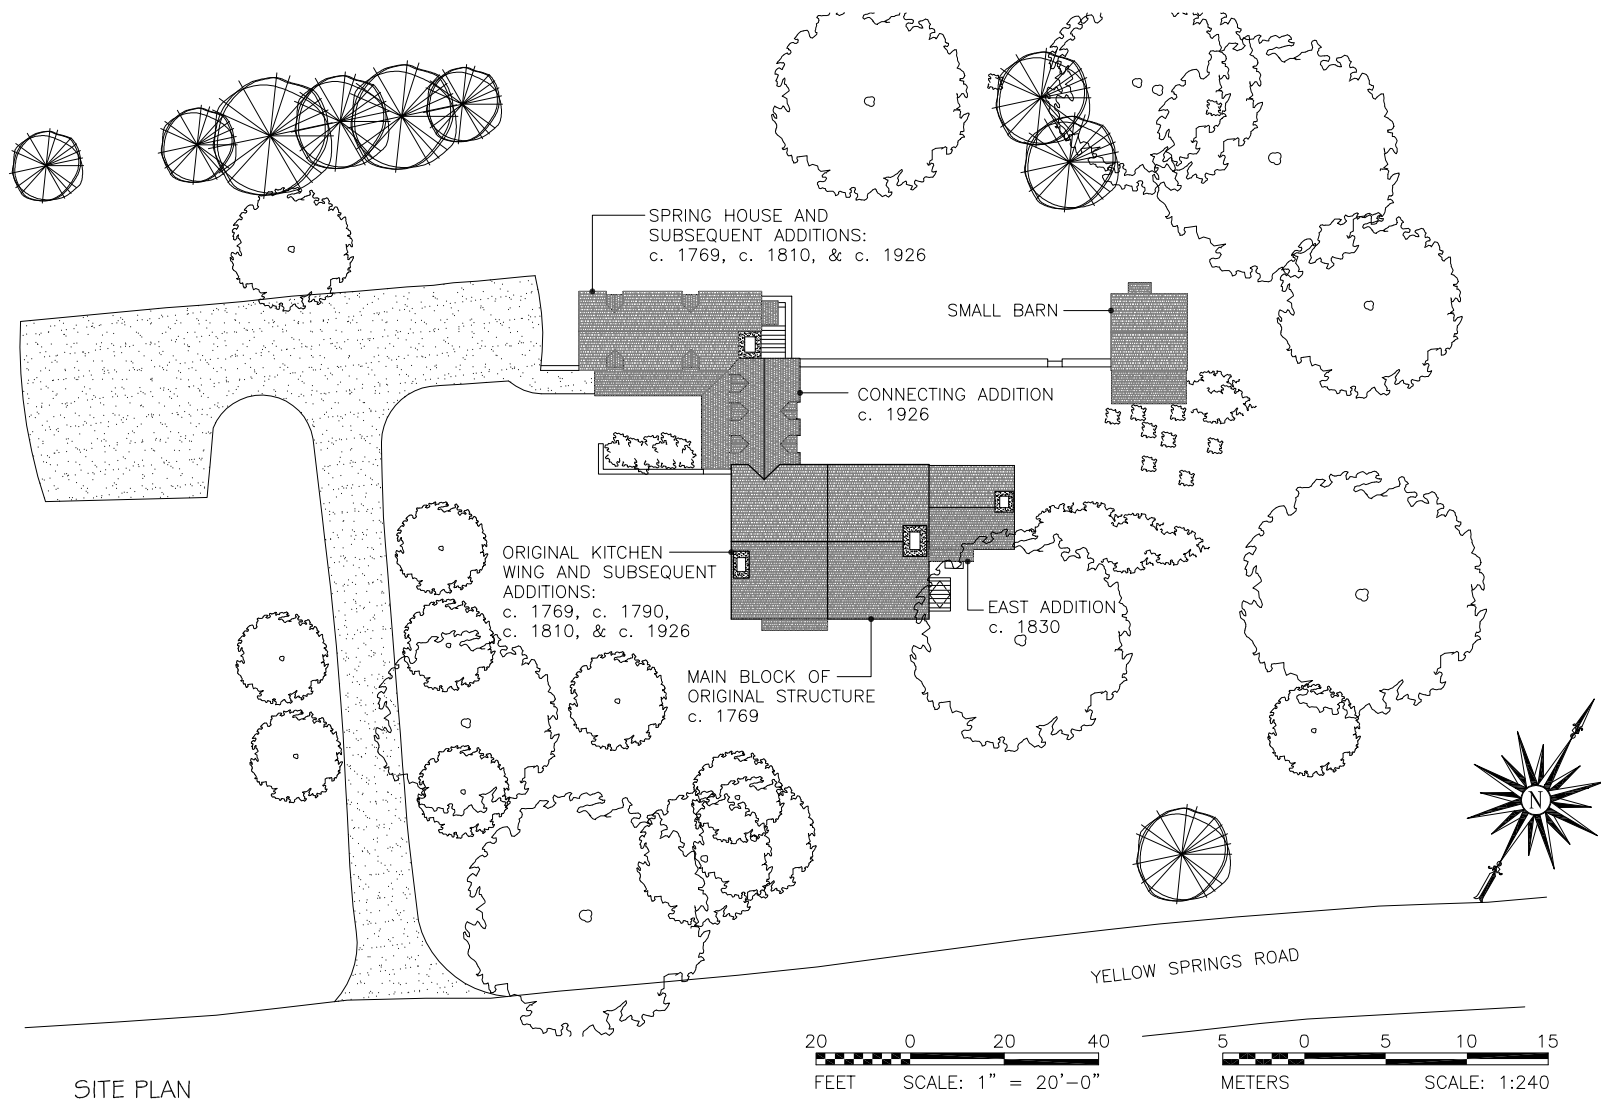 SPRING HOUSE AND
SUBSEQUENT ADDITIONS:
c. 1769, c. 1810, & c. 1926
SMALL BARN
CONNECTING ADDITION
c. 1926
ORIGINAL KITCHEN
WING AND SUBSEQUENT
ADDITIONS:
c. 1769, c. 1790,
c. 1810, & c. 1926
EAST ADDITION
c. 1830
MAIN BLOCK OF
ORIGINAL STRUCTURE
c. 1769
N
YELLOW SPRINGS ROAD
20 0 20 40
FEET SCALE: 1" = 20'-0"
5 0 5 10 15
METERS SCALE: 1:240
SITE PLAN